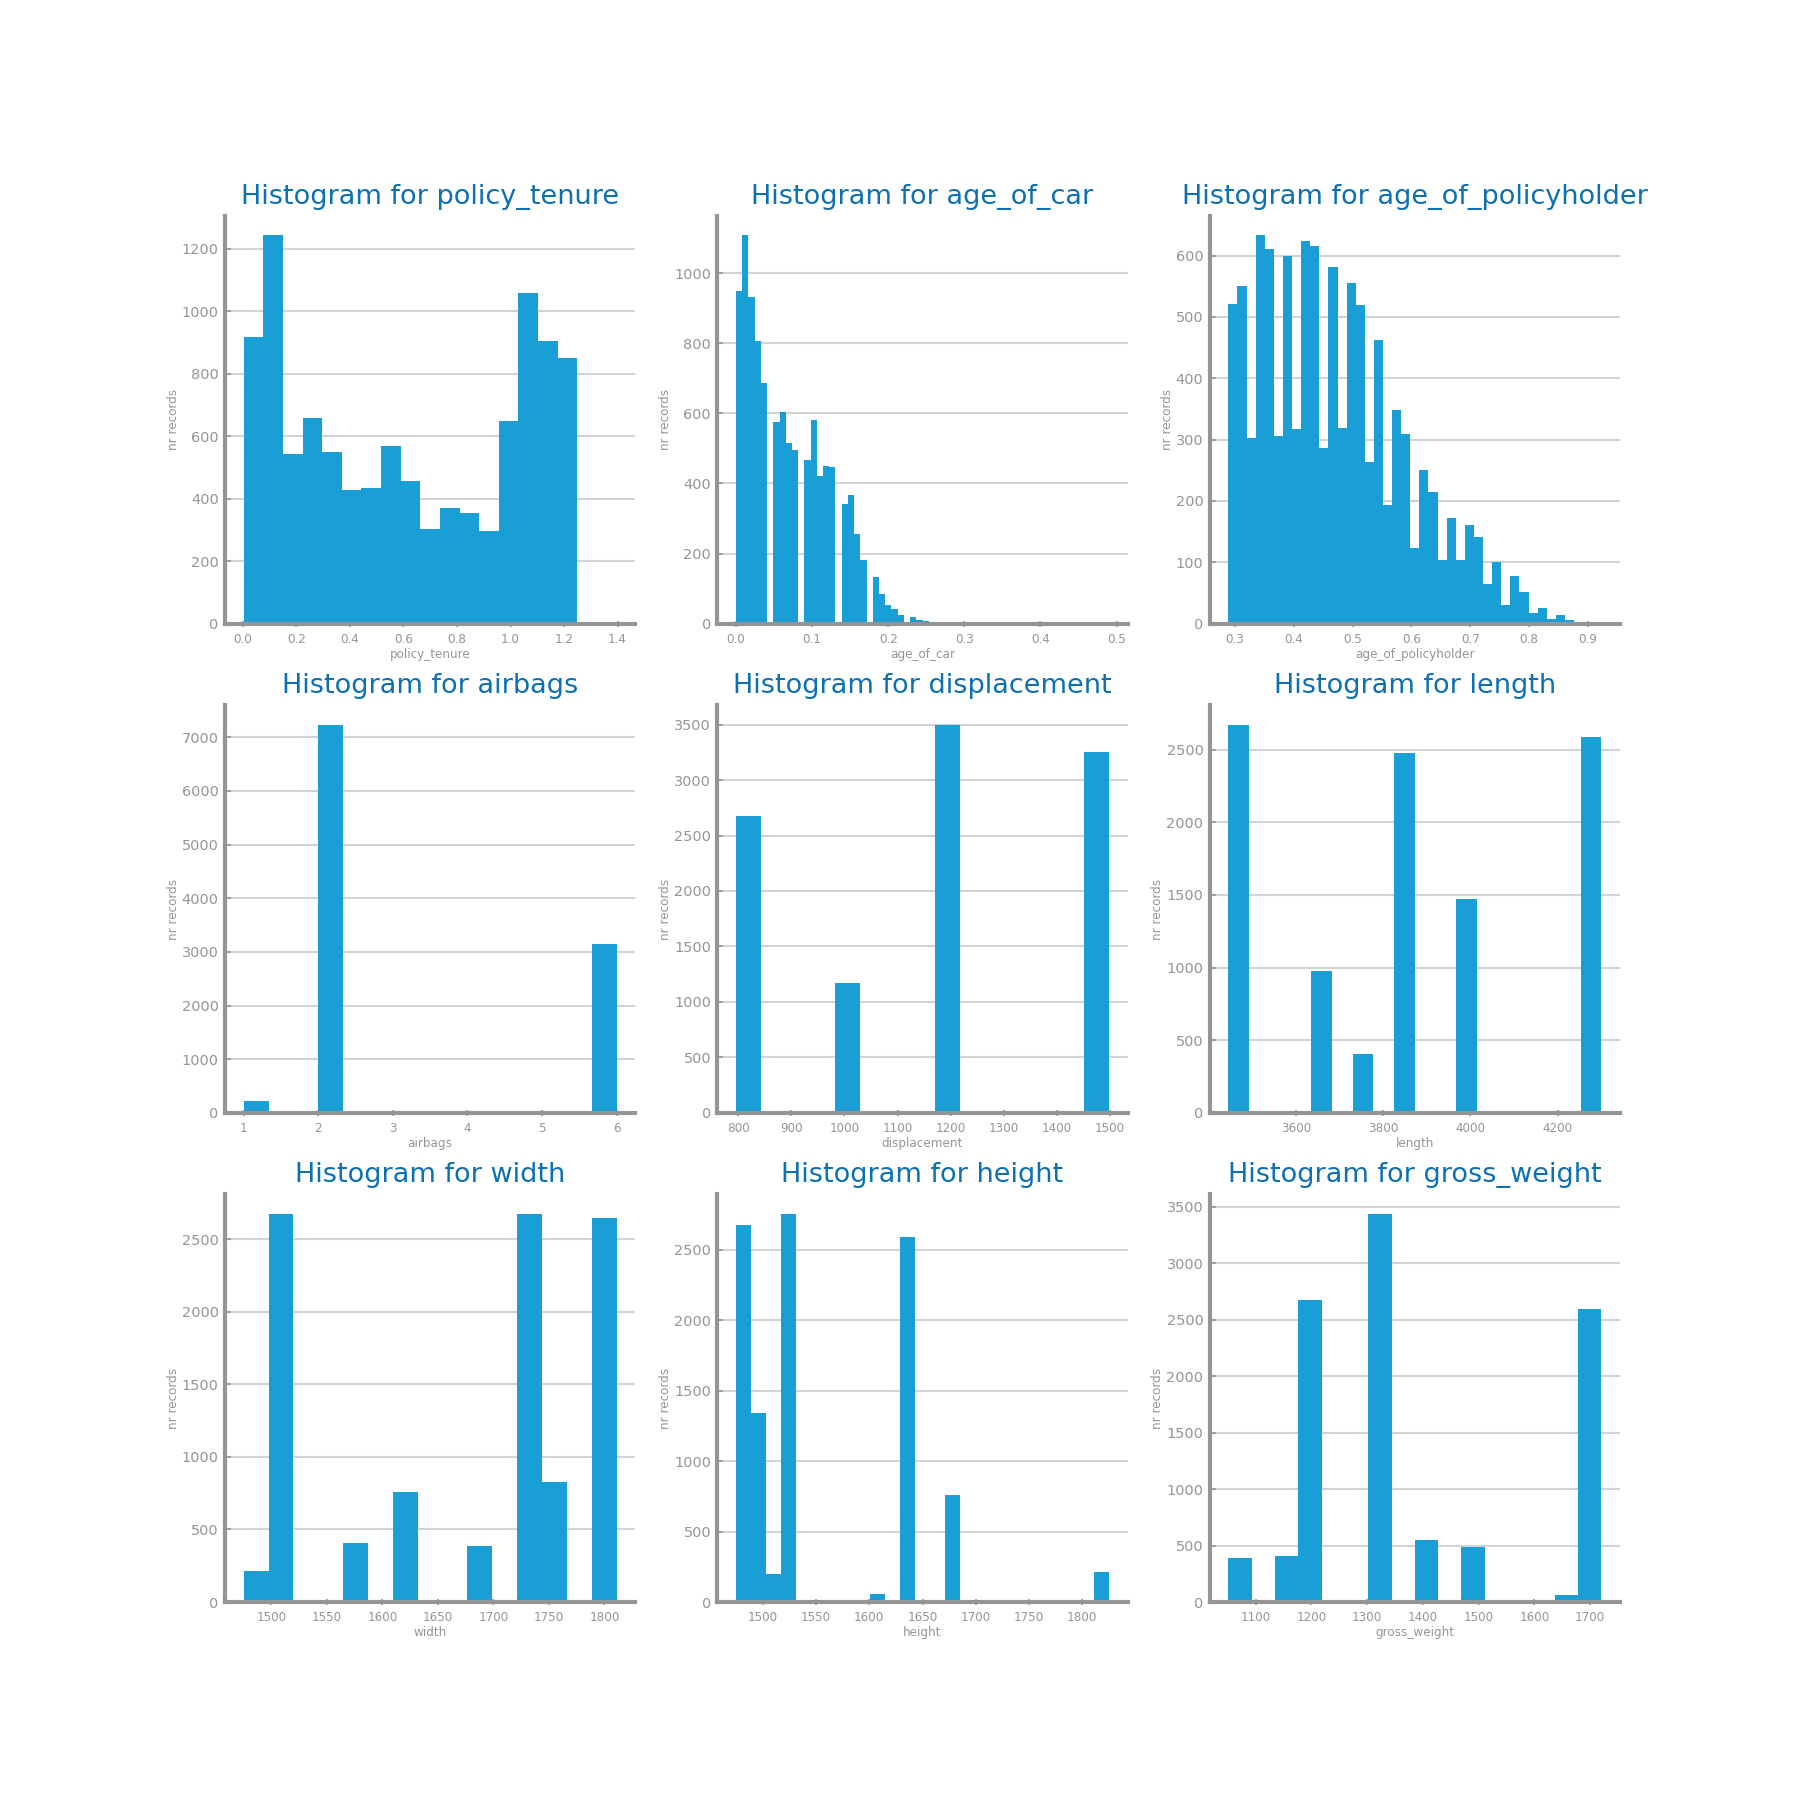 Histogram for policy_tenure
nr records
1200
1000
800
600
400
200
0
0.0 0.2 0.4 0.6 0.8 1.0 1.2 1.4
policy_tenure
Histogram for age_of_car
nr records
1000
800
600
400
200
0
0.0 0.1 0.2 0.3 0.4 0.5
age_of_car
Histogram for age_of_policyholder
nr records
600
500
400
300
200
100
0
0.3 0.4 0.5 0.6 0.7 0.8 0.9
age_of_policyholder
Histogram for airbags
nr records
7000
6000
5000
4000
3000
2000
1000
0
1 2 3 4 5 6
airbags
Histogram for displacement
nr records
3500
3000
2500
2000
1500
1000
500
0
800 900 1000 1100 1200 1300 1400 1500
displacement
Histogram for length
nr records
2500
2000
1500
1000
500
0
3600 3800 4000 4200
length
Histogram for width
nr records
2500
2000
1500
1000
500
0
1500 1550 1600 1650 1700 1750 1800
width
Histogram for height
nr records
2500
2000
1500
1000
500
0
1500 1550 1600 1650 1700 1750 1800
height
Histogram for gross_weight
nr records
3500
3000
2500
2000
1500
1000
500
0
1100 1200 1300 1400 1500 1600 1700
gross_weight